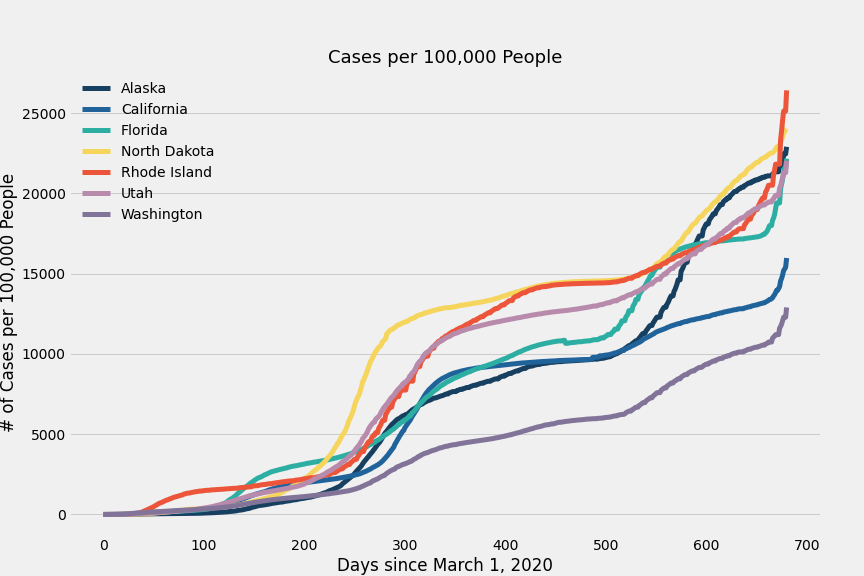 Cases per 100,000 People
Alaska
California
Florida
North Dakota
Rhode Island
Utah
Washington
# of Cases per 100,000 People
25000
20000
15000
10000
5000
0
0 100 200 300 400 500 600 700
Days since March 1, 2020